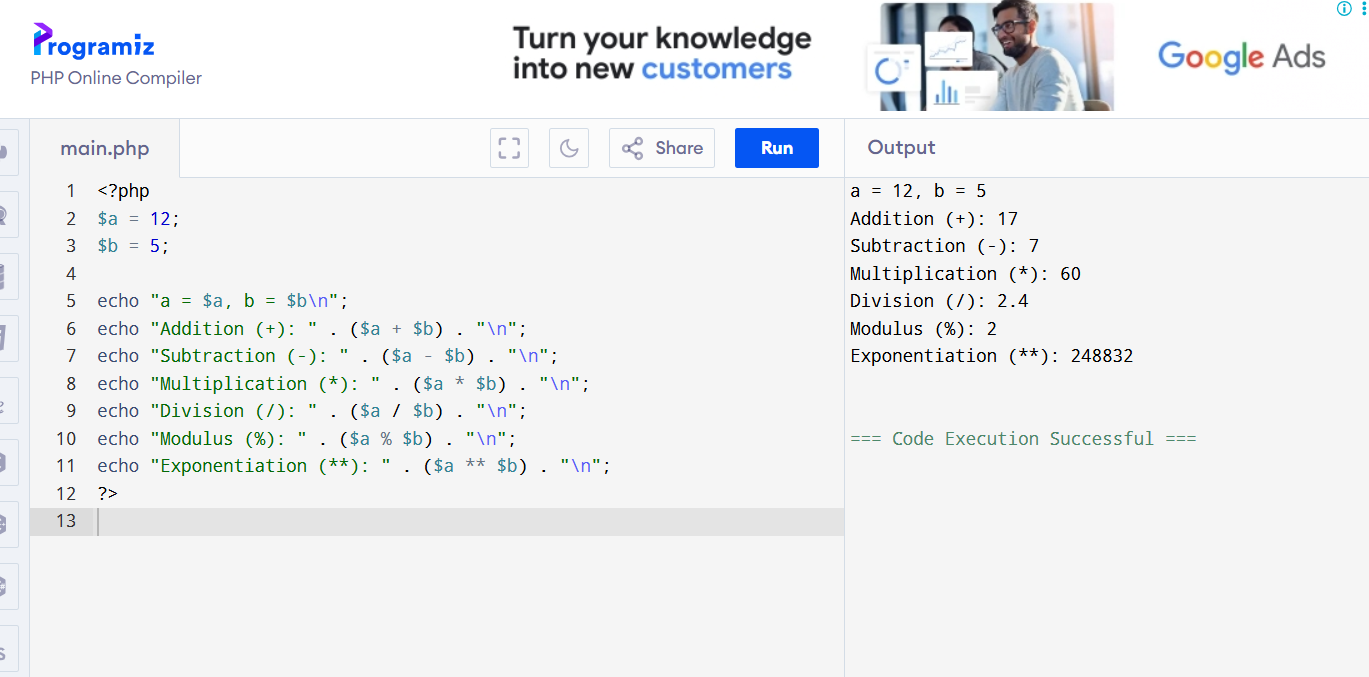 Programiz
PHP Online Compiler
Turn your knowledge
into new customers
Google Ads
main.php
Share
Run
Output
1 <?php
2 $a = 12;
3 $b = 5;
4
5 echo "a = $a, b = $b\n";
6 echo "Addition (+): " . ($a + $b) . "\n";
7 echo "Subtraction (-): " . ($a - $b) . "\n";
8 echo "Multiplication (*): " . ($a * $b) . "\n";
9 echo "Division (/): " . ($a / $b) . "\n";
10 echo "Modulus (%): " . ($a % $b) . "\n";
11 echo "Exponentiation (**): " . ($a ** $b) . "\n";
12 ?>
13
a = 12, b = 5
Addition (+): 17
Subtraction (-): 7
Multiplication (*): 60
Division (/): 2.4
Modulus (%): 2
Exponentiation (**): 248832
=== Code Execution Successful ===